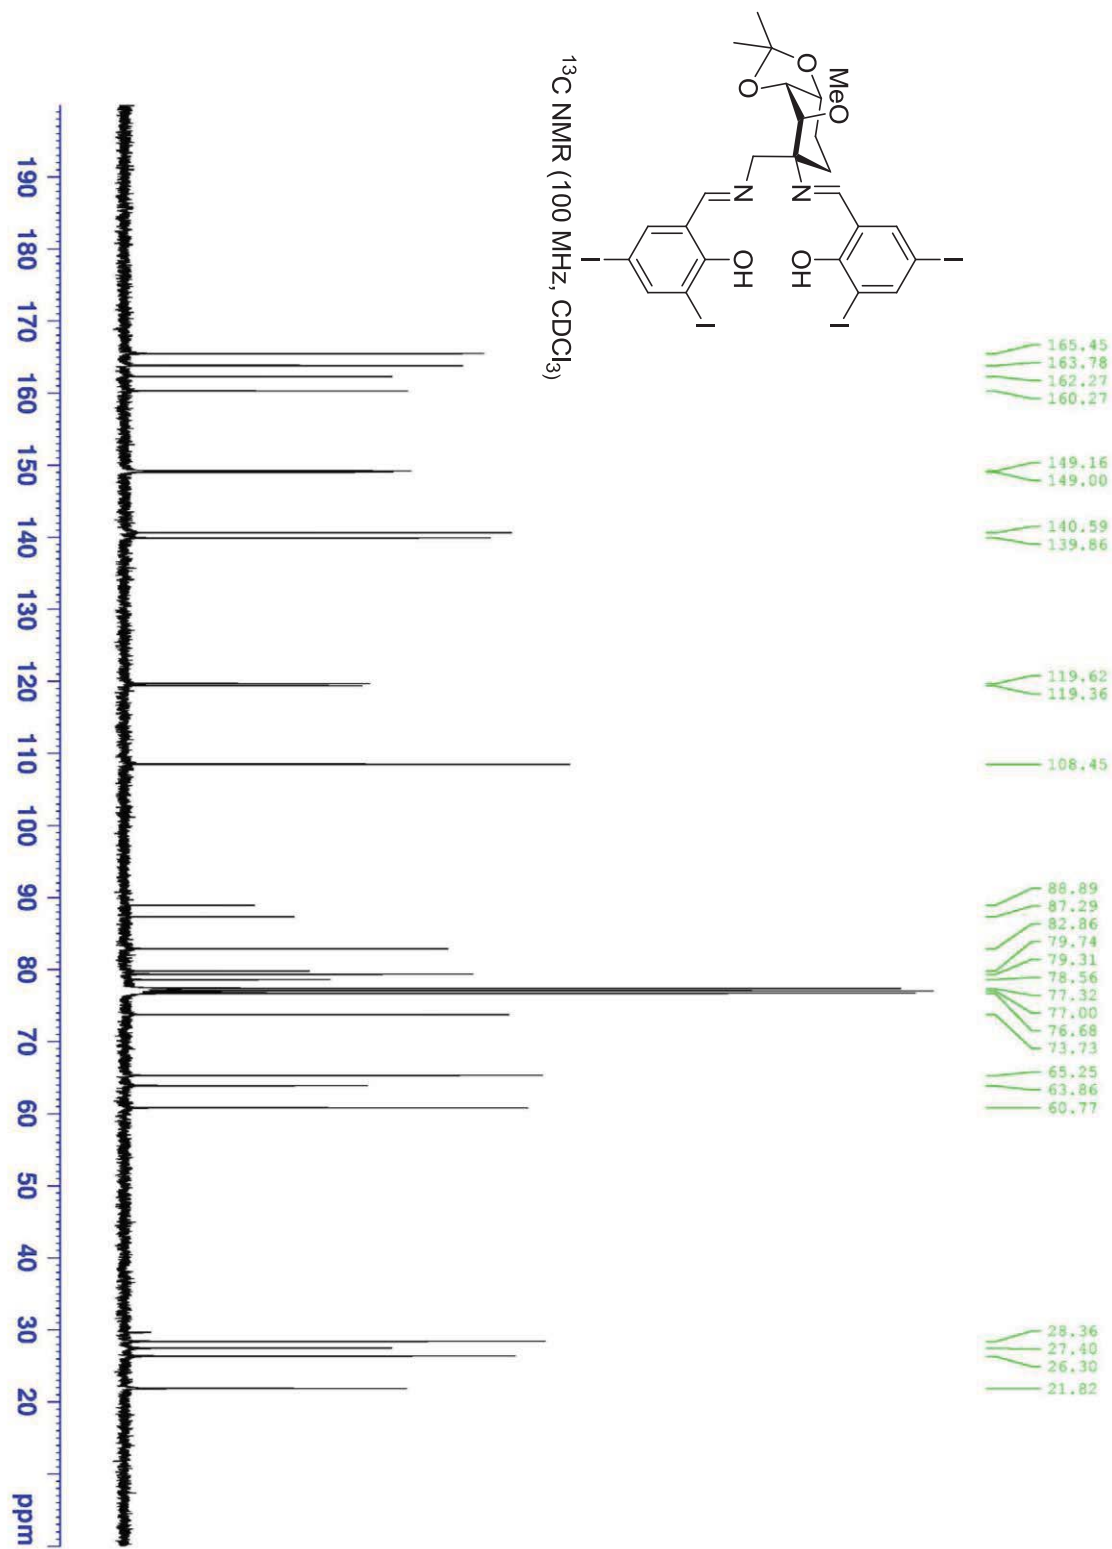 MeO
O
O
N
N
OH
OH
I
I
I
I
¹³C NMR (100 MHz, CDCl₃)
165.45
163.78
162.27
160.27
149.16
149.00
140.59
139.86
119.62
119.36
108.45
88.89
87.29
82.86
79.74
79.31
78.56
77.32
77.00
76.68
73.73
65.25
63.86
60.77
28.36
27.40
26.30
21.82
190 180 170 160 150 140 130 120 110 100 90 80 70 60 50 40 30 20 ppm